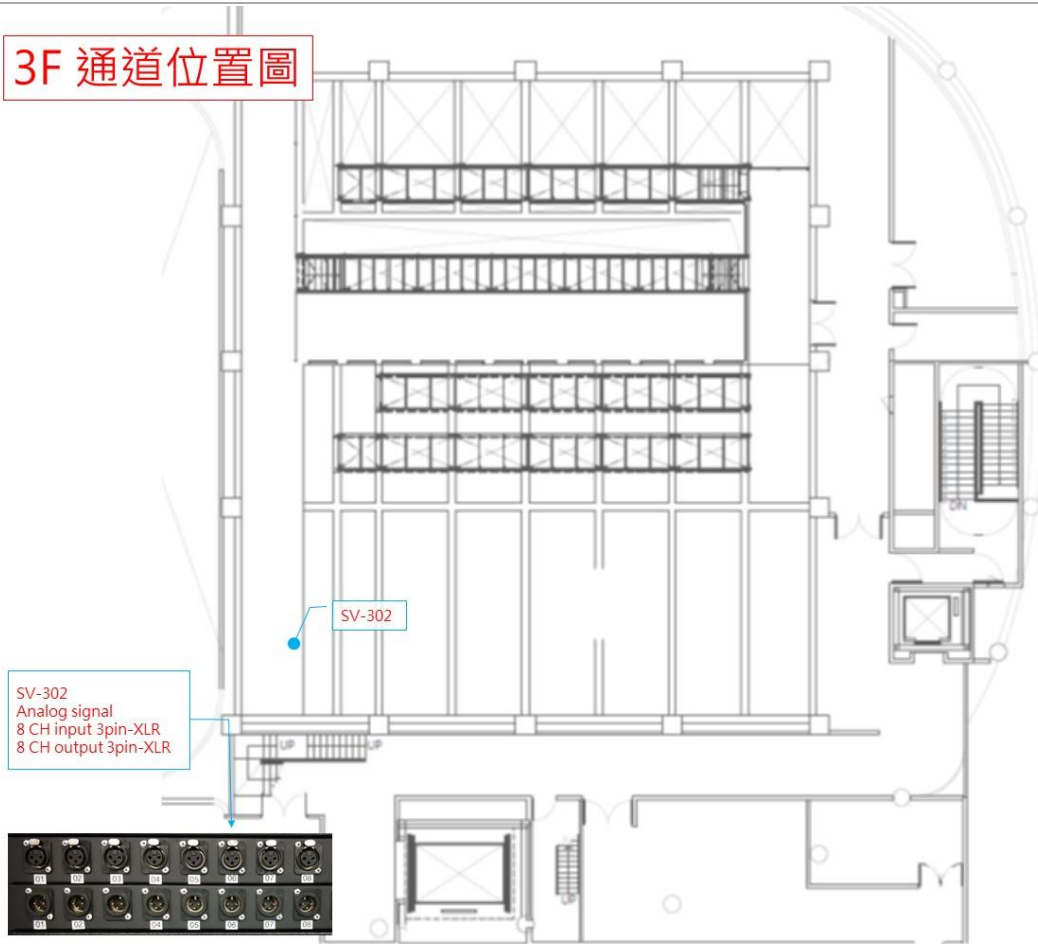 3F 通道位置圖
DN
SV-302
SV-302
Analog signal
8 CH input 3pin-XLR
8 CH output 3pin-XLR
UP
UP
UP
01 02 03 04 05 06 07 08
01 02 04 05 06 07 08